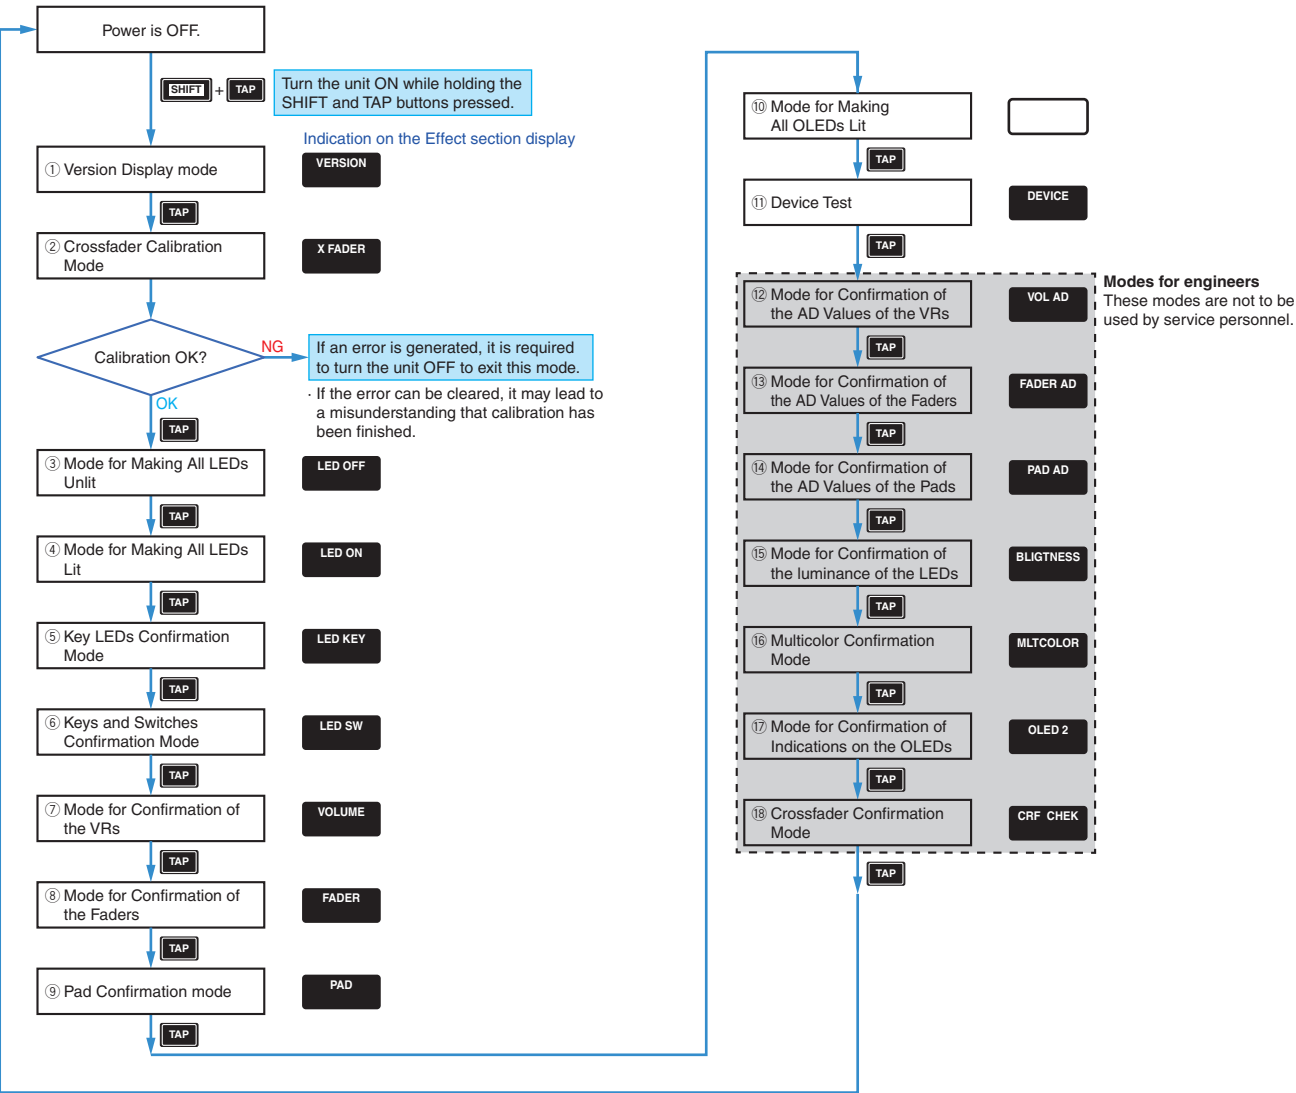 Power is OFF.
SHIFT + TAP
Turn the unit ON while holding the
SHIFT and TAP buttons pressed.
Indication on the Effect section display
① Version Display mode
VERSION
TAP
② Crossfader Calibration
Mode
X FADER
Calibration OK?
NG
If an error is generated, it is required
to turn the unit OFF to exit this mode.
· If the error can be cleared, it may lead to
a misunderstanding that calibration has
been finished.
OK
TAP
③ Mode for Making All LEDs
Unlit
LED OFF
TAP
④ Mode for Making All LEDs
Lit
LED ON
TAP
⑤ Key LEDs Confirmation
Mode
LED KEY
TAP
⑥ Keys and Switches
Confirmation Mode
LED SW
TAP
⑦ Mode for Confirmation of
the VRs
VOLUME
TAP
⑧ Mode for Confirmation of
the Faders
FADER
TAP
⑨ Pad Confirmation mode
PAD
TAP
⑩ Mode for Making
All OLEDs Lit
TAP
⑪ Device Test
DEVICE
TAP
Modes for engineers
These modes are not to be
used by service personnel.
⑫ Mode for Confirmation of
the AD Values of the VRs
VOL AD
TAP
⑬ Mode for Confirmation of
the AD Values of the Faders
FADER AD
TAP
⑭ Mode for Confirmation of
the AD Values of the Pads
PAD AD
TAP
⑮ Mode for Confirmation of
the luminance of the LEDs
BLIGTNESS
TAP
⑯ Multicolor Confirmation
Mode
MLTCOLOR
TAP
⑰ Mode for Confirmation of
Indications on the OLEDs
OLED 2
TAP
⑱ Crossfader Confirmation
Mode
CRF CHEK
TAP